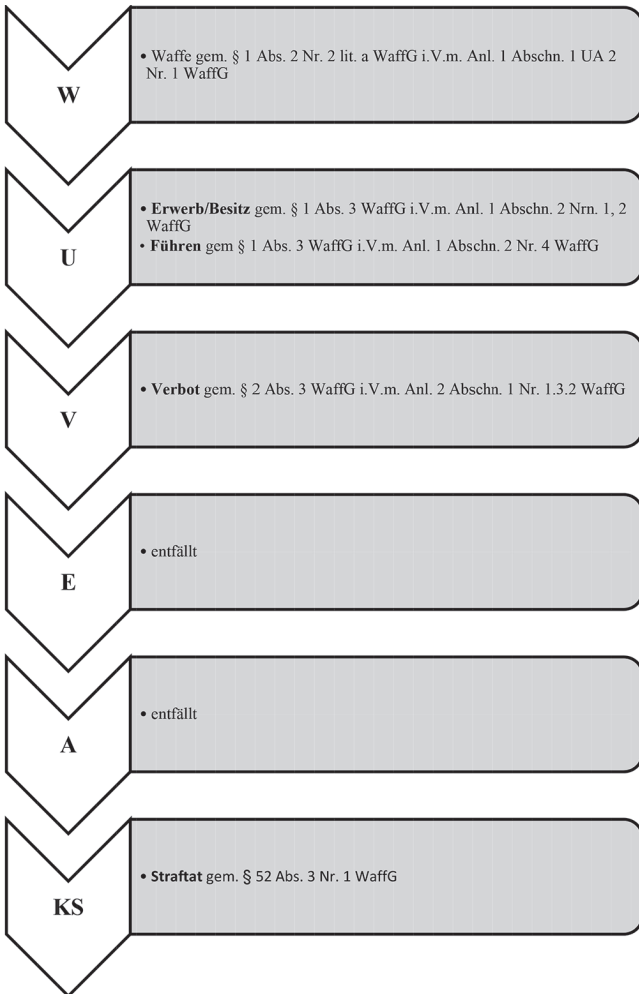 W
• Waffe gem. § 1 Abs. 2 Nr. 2 lit. a WaffG i.V.m. Anl. 1 Abschn. 1 UA 2
Nr. 1 WaffG
U
• Erwerb/Besitz gem. § 1 Abs. 3 WaffG i.V.m. Anl. 1 Abschn. 2 Nrn. 1, 2
WaffG
• Führen gem § 1 Abs. 3 WaffG i.V.m. Anl. 1 Abschn. 2 Nr. 4 WaffG
V
• Verbot gem. § 2 Abs. 3 WaffG i.V.m. Anl. 2 Abschn. 1 Nr. 1.3.2 WaffG
E
• entfällt
A
• entfällt
KS
• Straftat gem. § 52 Abs. 3 Nr. 1 WaffG